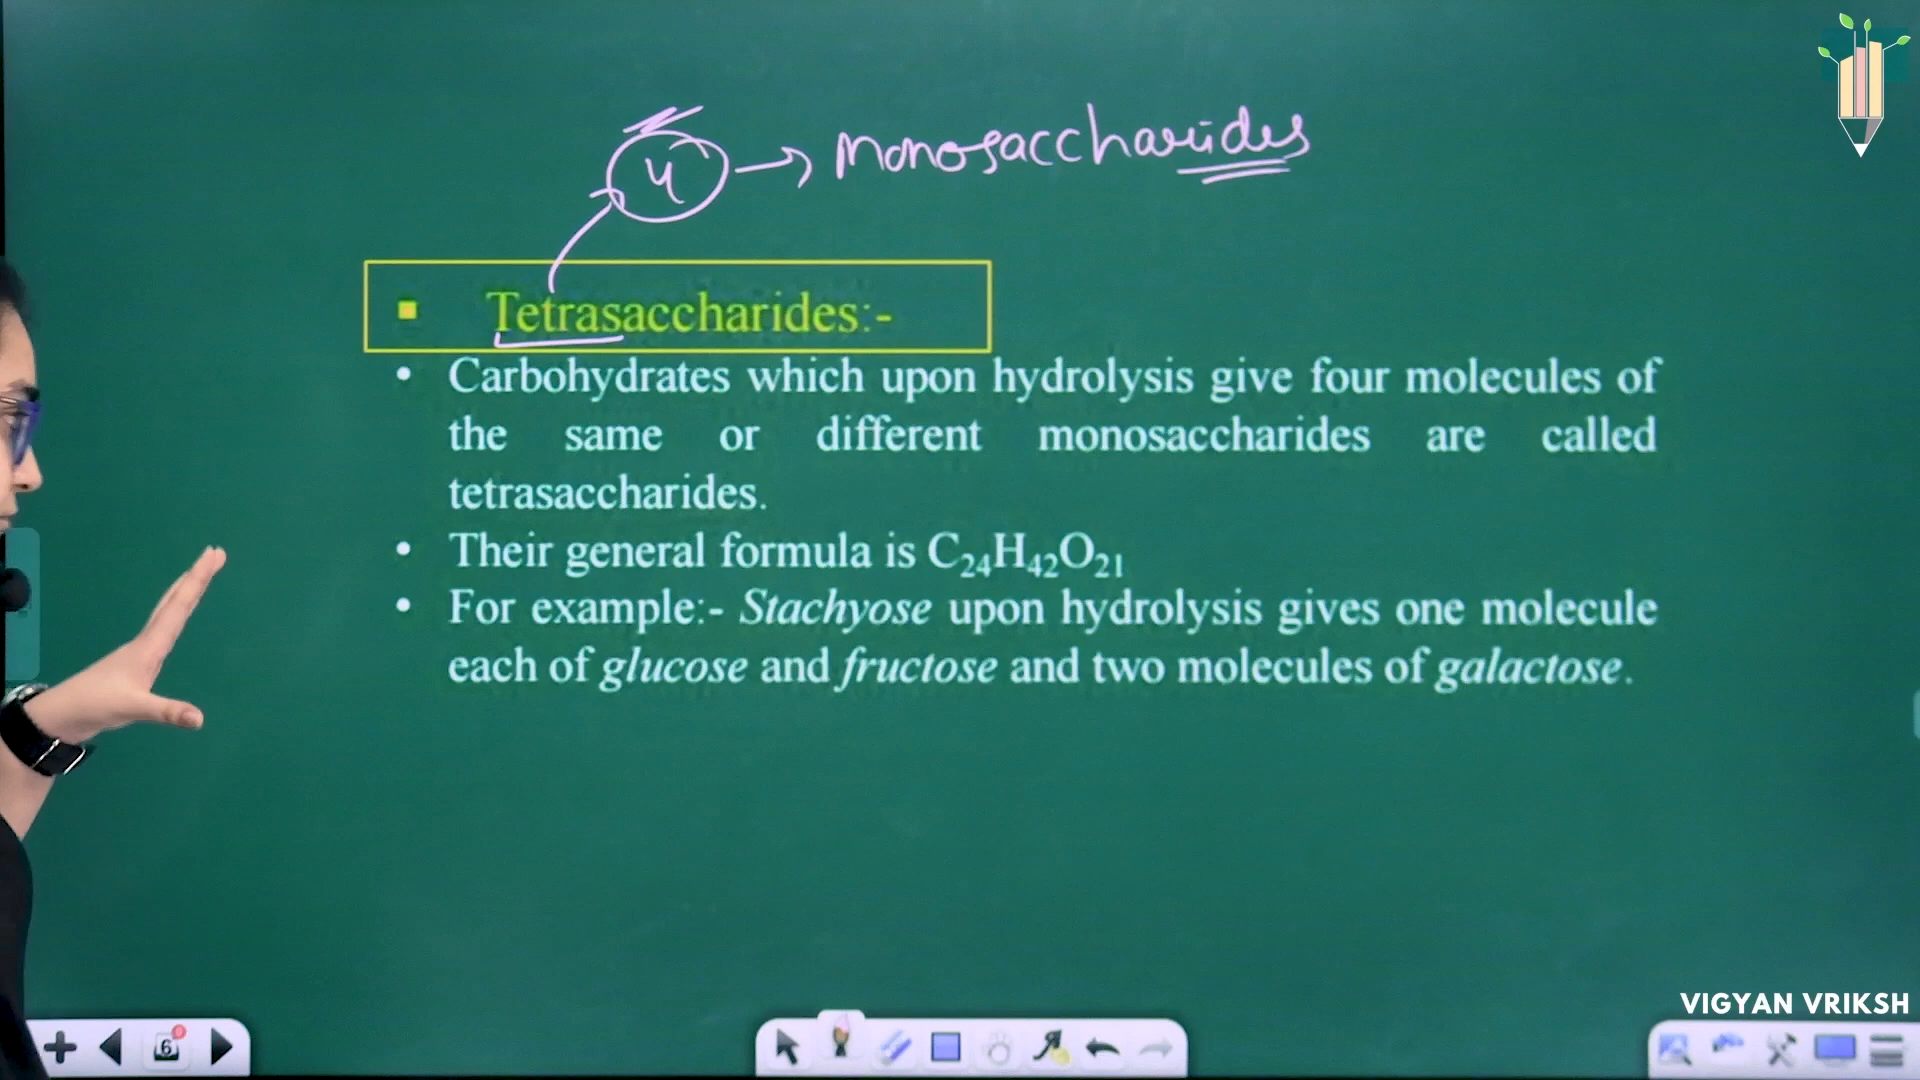 4 → Monosaccharides
▪ Tetrasaccharides:-
• Carbohydrates which upon hydrolysis give four molecules of
the same or different monosaccharides are called
tetrasaccharides.
• Their general formula is C₂₄H₄₂O₂₁
• For example:- Stachyose upon hydrolysis gives one molecule
each of glucose and fructose and two molecules of galactose.
VIGYAN VRIKSH
6